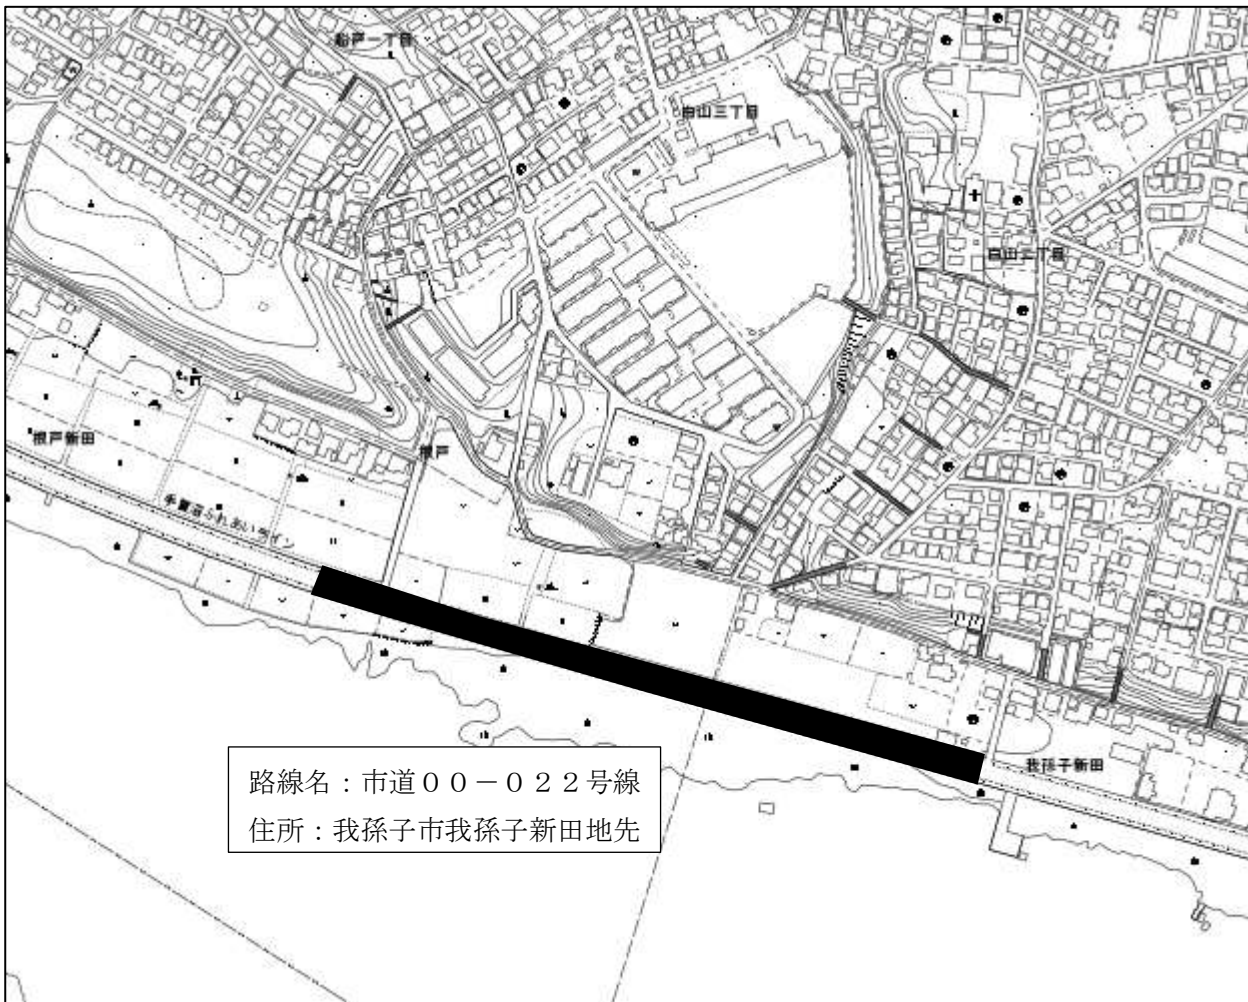 船戸一丁目
白山三丁目
白山二丁目
根戸新田
根戸
手賀沼ふれあいライン
我孫子新田
路線名：市道００－０２２号線
住所：我孫子市我孫子新田地先